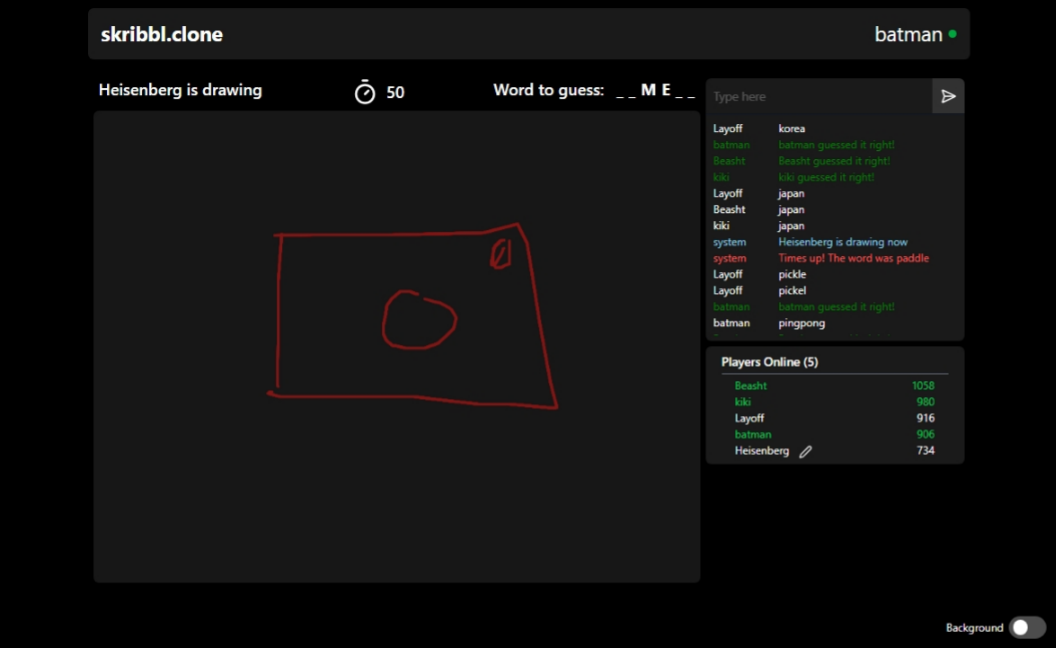 skribbl.clone
batman
Heisenberg is drawing
50
Word to guess: _ _ M E _ _
Type here
Layoff korea
batman batman guessed it right!
Beasht Beasht guessed it right!
kiki kiki guessed it right!
Layoff japan
Beasht japan
kiki japan
system Heisenberg is drawing now
system Times up! The word was paddle
Layoff pickle
Layoff pickel
batman batman guessed it right!
batman pingpong
Players Online (5)
Beasht 1058
kiki 980
Layoff 916
batman 906
Heisenberg 734
Background